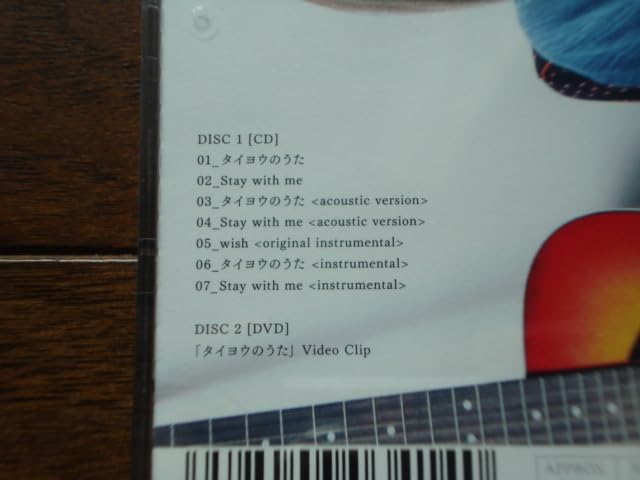 DISC 1 [CD]
01_タイヨウのうた
02_Stay with me
03_タイヨウのうた <acoustic version>
04_Stay with me <acoustic version>
05_wish <original instrumental>
06_タイヨウのうた <instrumental>
07_Stay with me <instrumental>
DISC 2 [DVD]
「タイヨウのうた」 Video Clip
APPROX